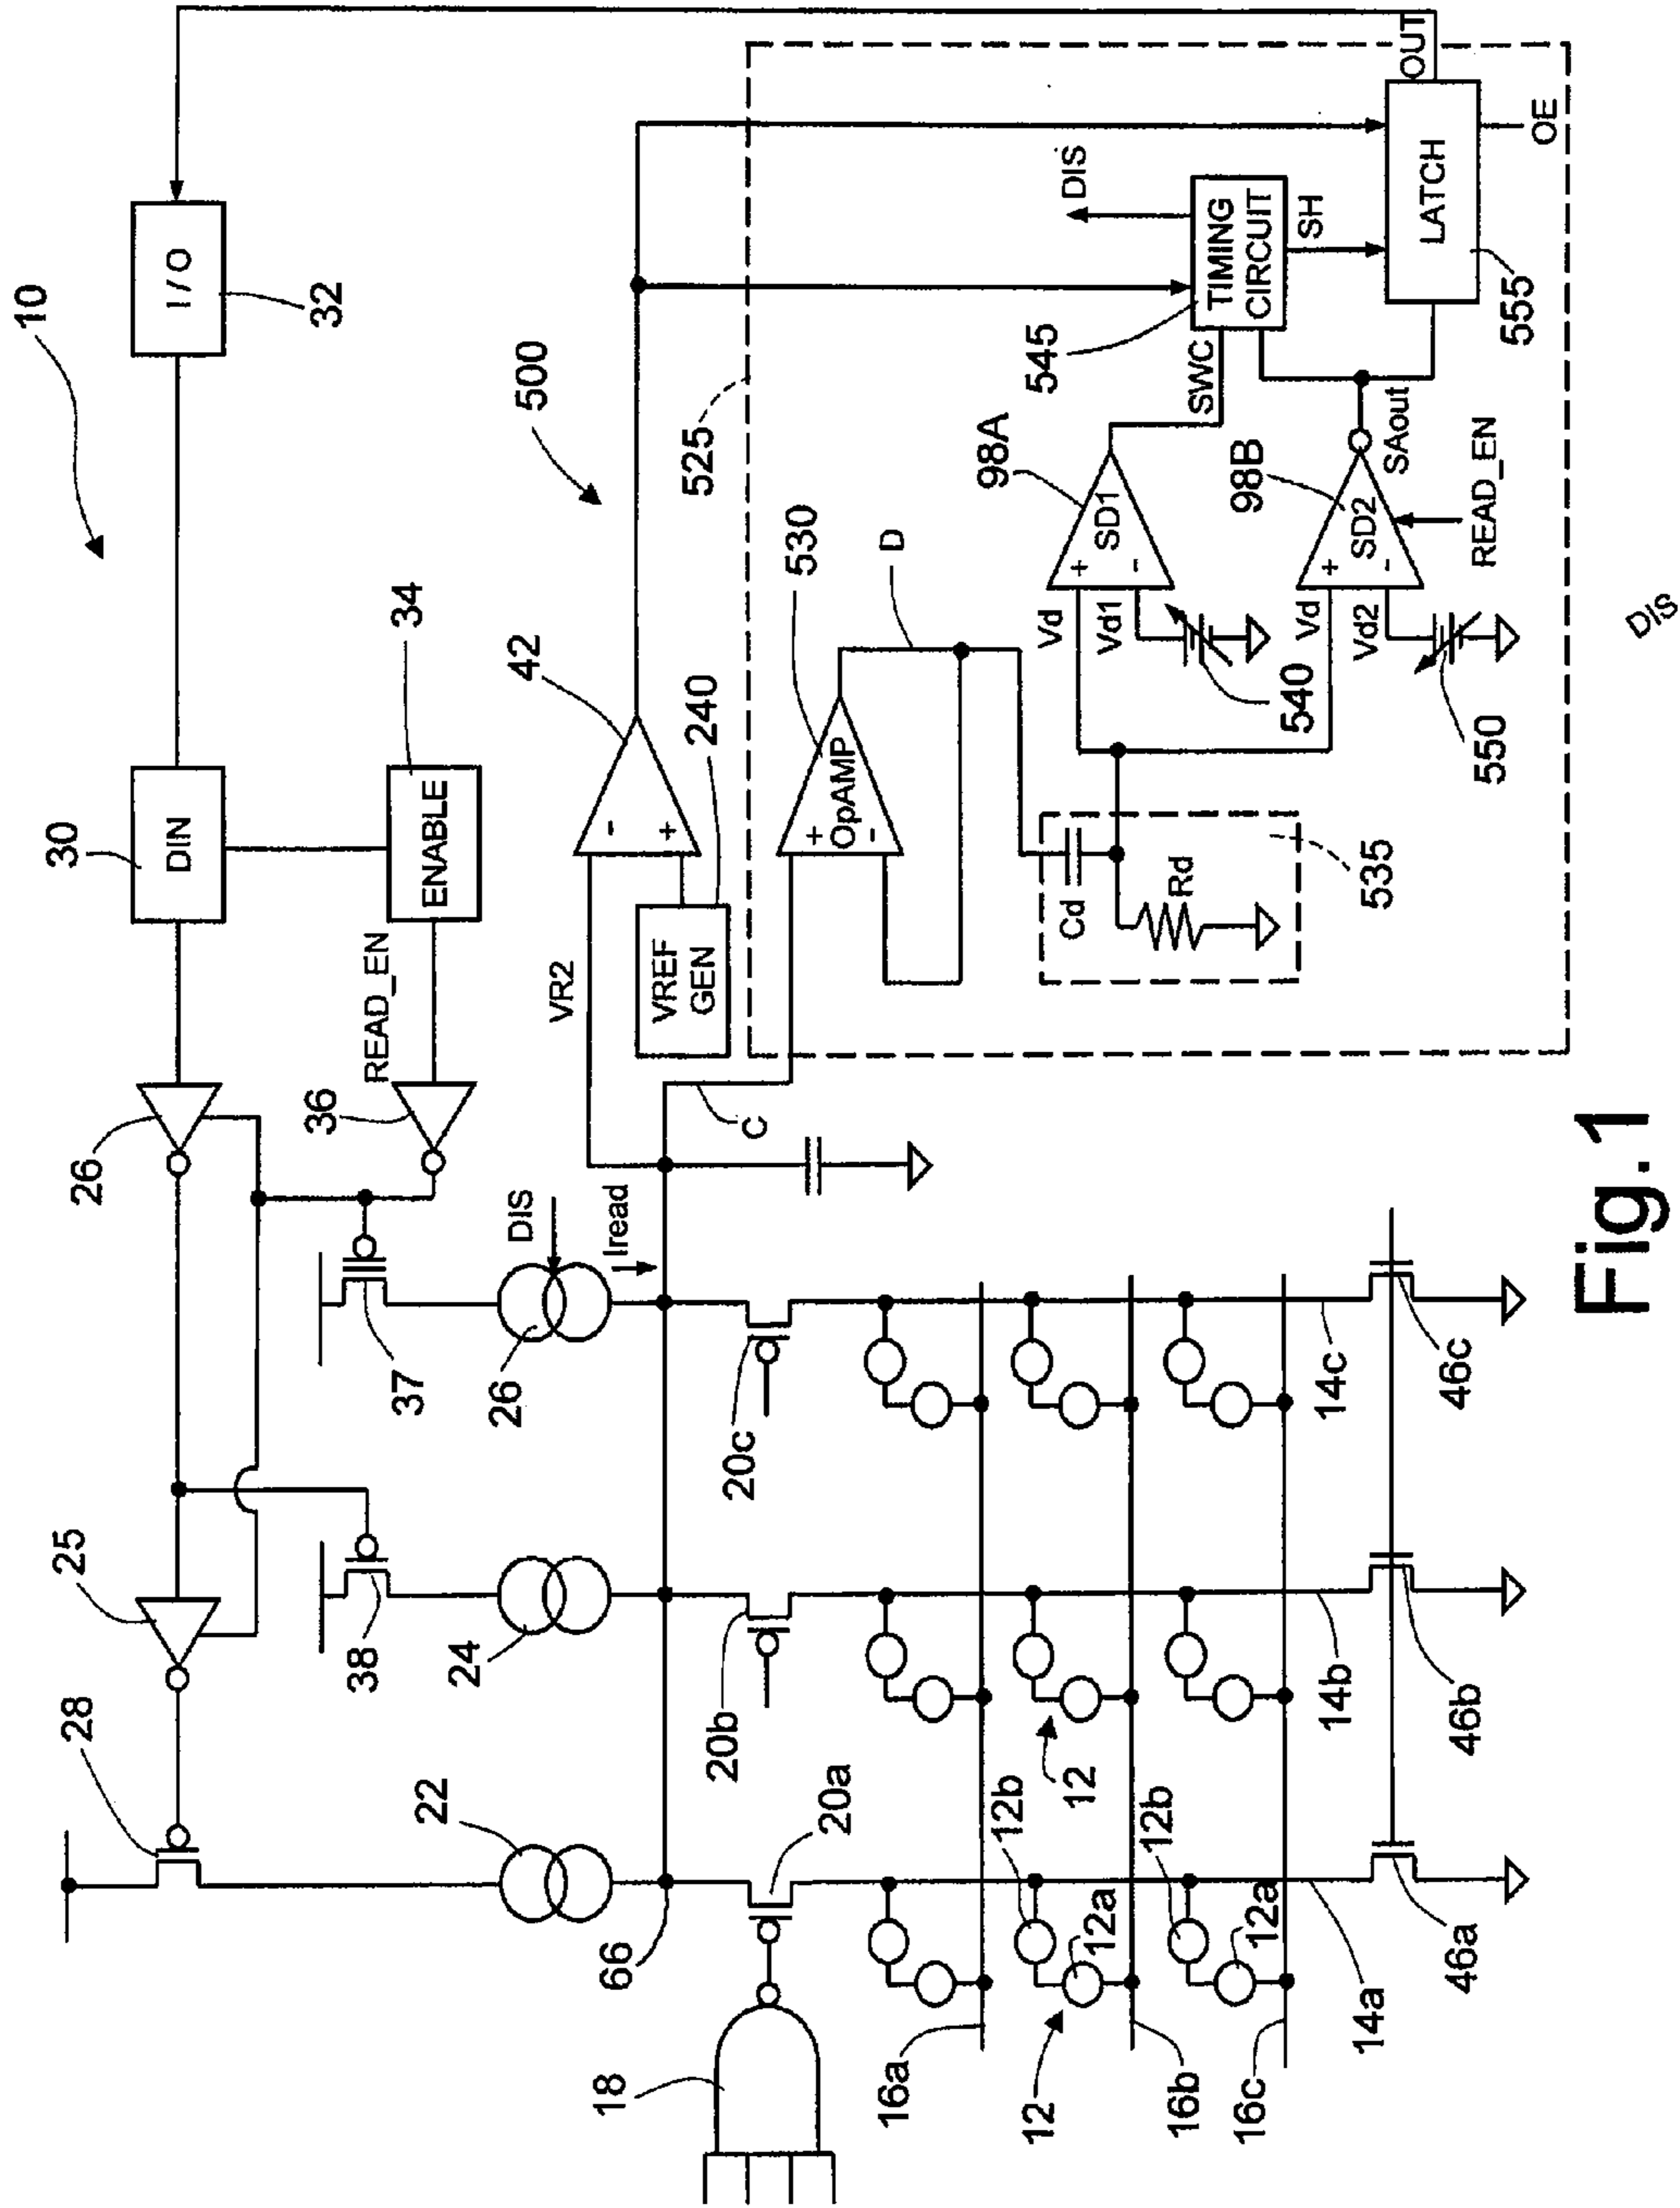 10
I/O
32
30
DIN
34
ENABLE
READ_EN
26
36
25
28
38
37
22
24
26
DIS
Iread
66
VR2
42
VREF
GEN
240
500
525
C
530
+
OpAMP
-
-
+
D
535
Cd
Rd
Vd
Vd1
+
SD1
-
98A
540
Vd
Vd2
+
SD2
-
98B
550
READ_EN
SWC
SAout
545
TIMING
CIRCUIT
DIS
SH
LATCH
555
OUT
OE
18
20a
20b
20c
12
12
12a
12b
12a
12b
16a
16b
16c
14a
14b
14c
46a
46b
46c
DIS
Fig.1